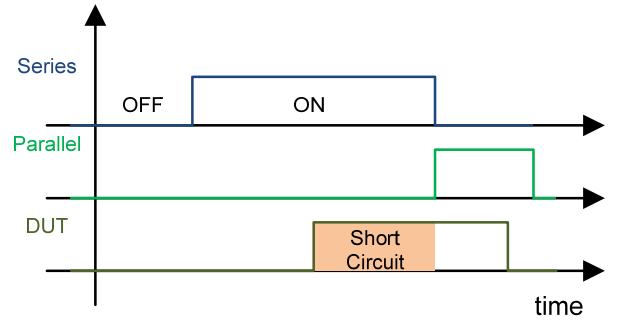 Series
OFF
ON
Parallel
DUT
Short
Circuit
time